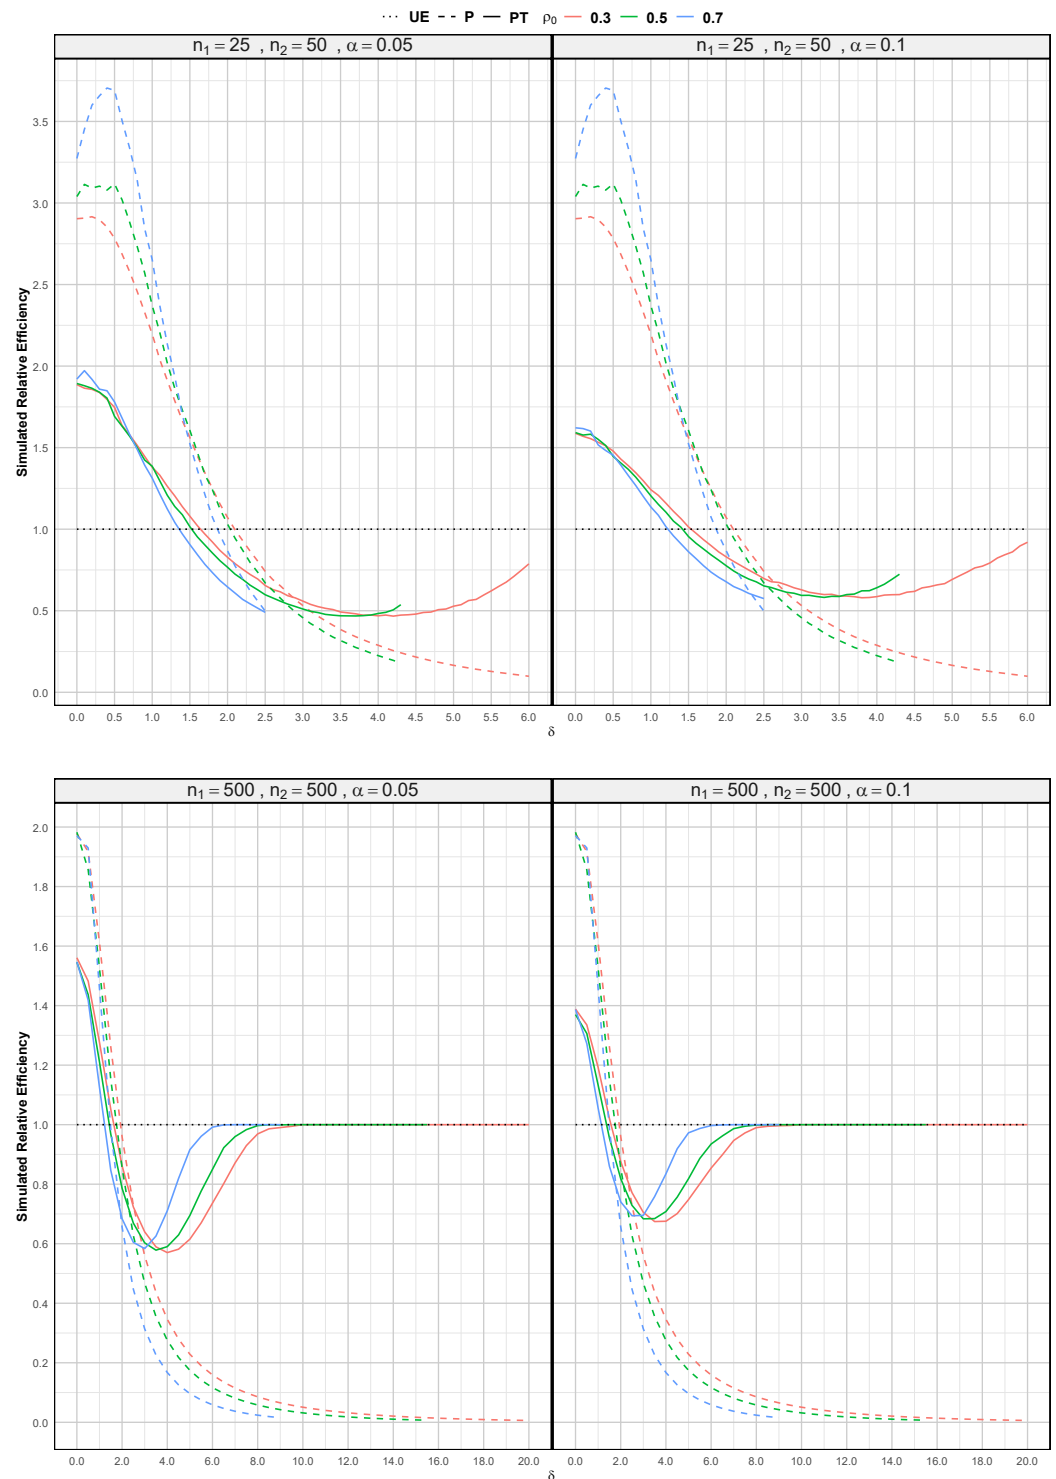 UE P PT ρ0 0.3 0.5 0.7
n1 = 25 , n2 = 50 , α = 0.05
n1 = 25 , n2 = 50 , α = 0.1
Simulated Relative Efficiency
3.5
3.0
2.5
2.0
1.5
1.0
0.5
0.0
0.0 0.5 1.0 1.5 2.0 2.5 3.0 3.5 4.0 4.5 5.0 5.5 6.0
0.0 0.5 1.0 1.5 2.0 2.5 3.0 3.5 4.0 4.5 5.0 5.5 6.0
δ
n1 = 500 , n2 = 500 , α = 0.05
n1 = 500 , n2 = 500 , α = 0.1
Simulated Relative Efficiency
2.0
1.8
1.6
1.4
1.2
1.0
0.8
0.6
0.4
0.2
0.0
0.0 2.0 4.0 6.0 8.0 10.0 12.0 14.0 16.0 18.0 20.0
0.0 2.0 4.0 6.0 8.0 10.0 12.0 14.0 16.0 18.0 20.0
δ